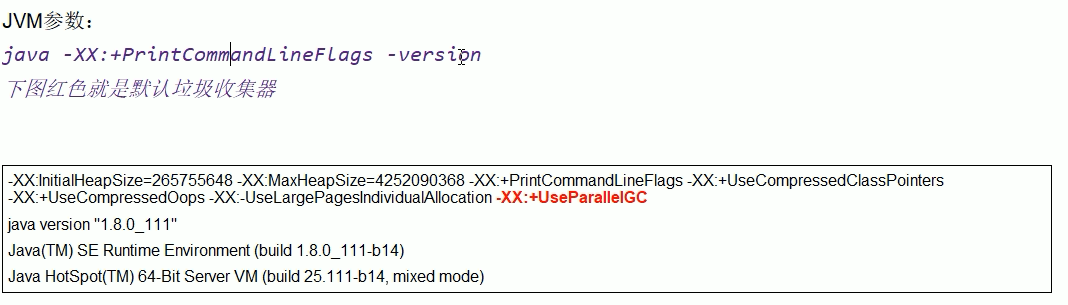 JVM参数：
java -XX:+PrintCommandLineFlags -version
下图红色就是默认垃圾收集器
-XX:InitialHeapSize=265755648 -XX:MaxHeapSize=4252090368 -XX:+PrintCommandLineFlags -XX:+UseCompressedClassPointers
-XX:+UseCompressedOops -XX:-UseLargePagesIndividualAllocation -XX:+UseParallelGC
java version "1.8.0_111"
Java(TM) SE Runtime Environment (build 1.8.0_111-b14)
Java HotSpot(TM) 64-Bit Server VM (build 25.111-b14, mixed mode)